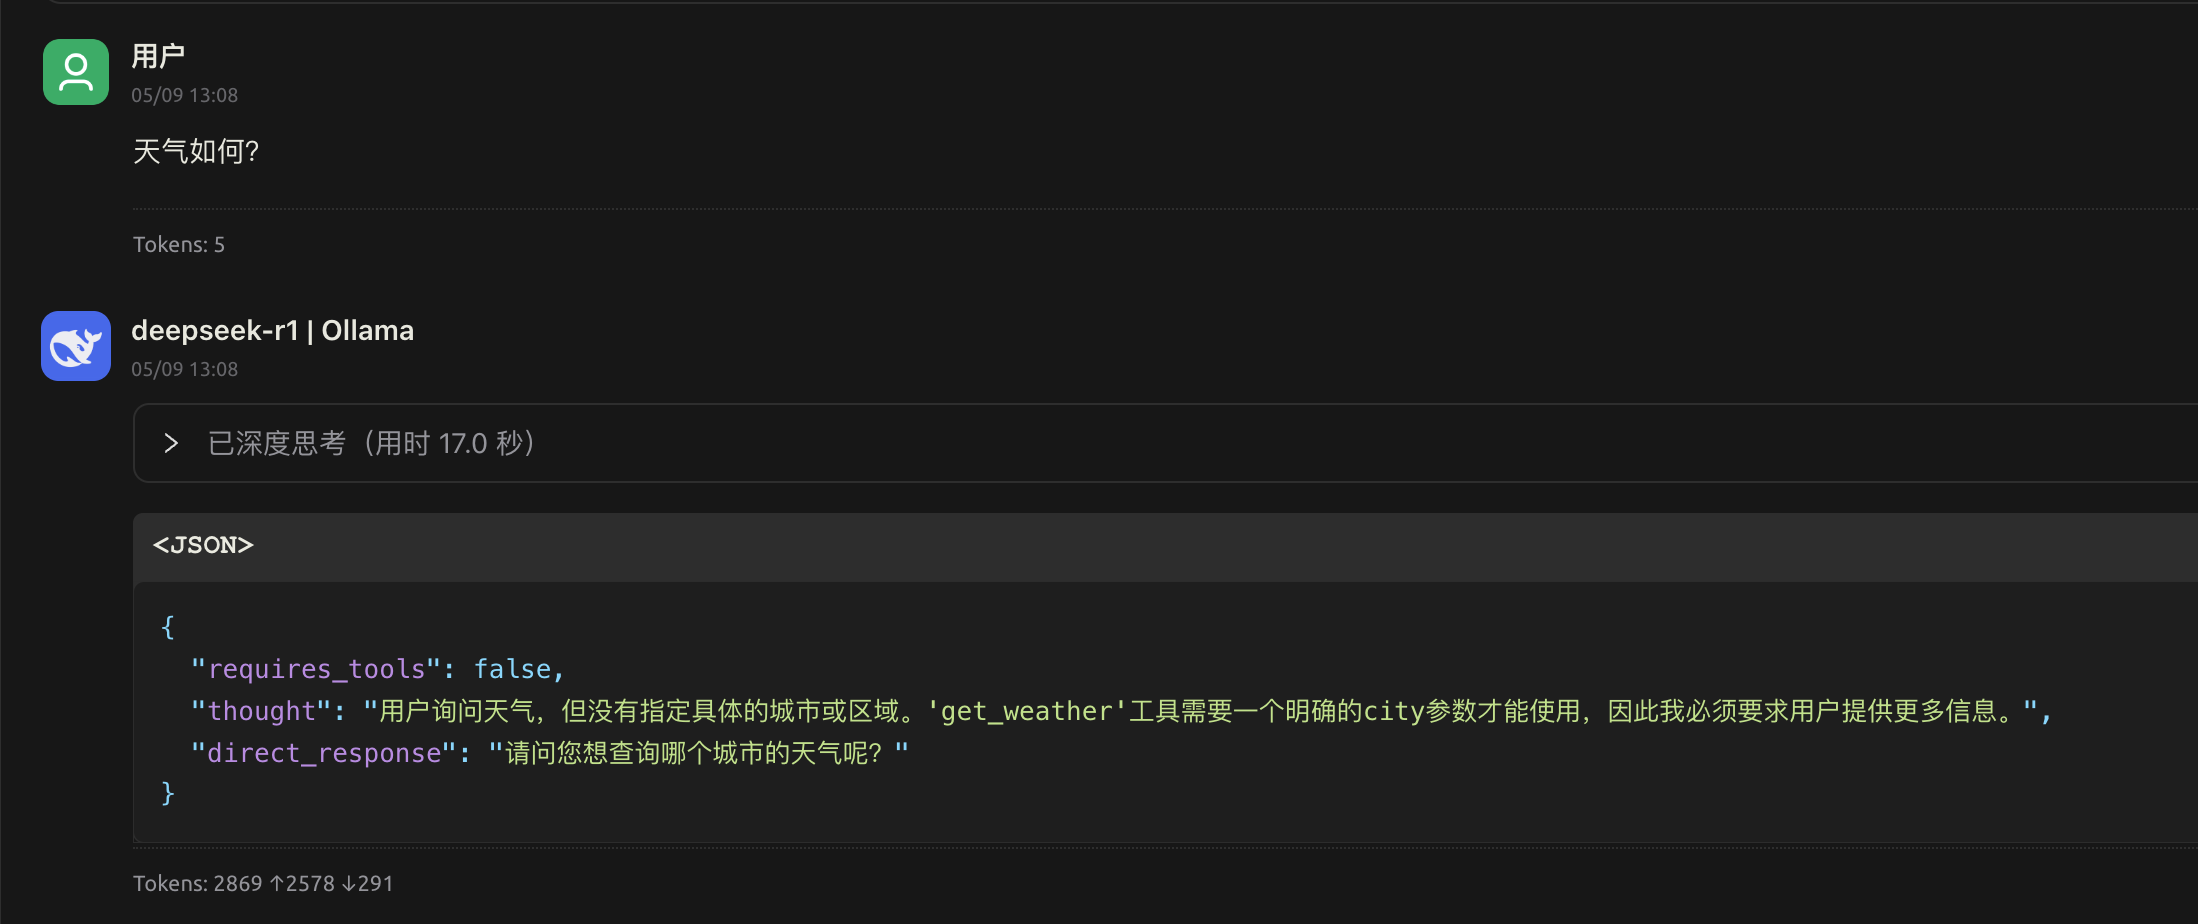 用户
05/09 13:08
天气如何?
Tokens: 5
deepseek-r1 | Ollama
05/09 13:08
已深度思考（用时 17.0 秒）
<JSON>
{
  "requires_tools": false,
  "thought": "用户询问天气，但没有指定具体的城市或区域。'get_weather'工具需要一个明确的city参数才能使用，因此我必须要求用户提供更多信息。",
  "direct_response": "请问您想查询哪个城市的天气呢？"
}
Tokens: 2869 ↑2578 ↓291